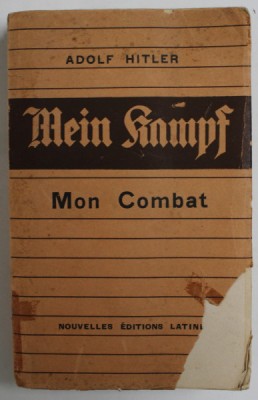 ADOLF HITLER
Mein Kampf
Mon Combat
NOUVELLES ÉDITIONS LATIN